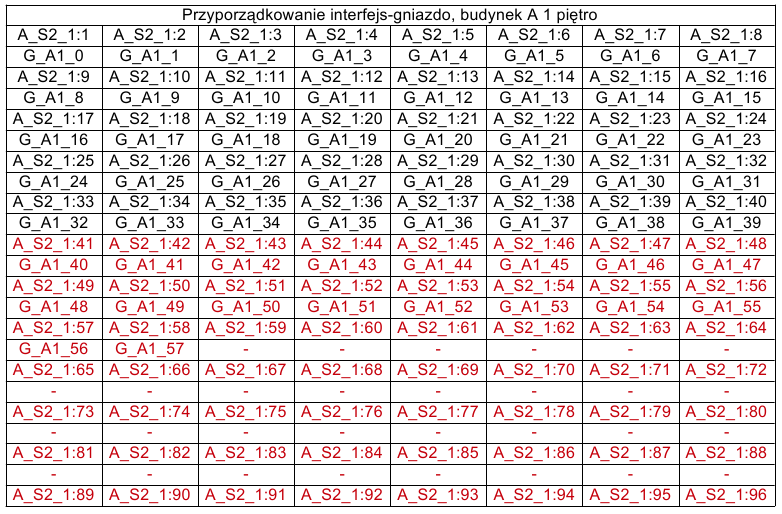 Przyporządkowanie interfejs-gniazdo, budynek A 1 piętro
A_S2_1:1 A_S2_1:2 A_S2_1:3 A_S2_1:4 A_S2_1:5 A_S2_1:6 A_S2_1:7 A_S2_1:8
G_A1_0 G_A1_1 G_A1_2 G_A1_3 G_A1_4 G_A1_5 G_A1_6 G_A1_7
A_S2_1:9 A_S2_1:10 A_S2_1:11 A_S2_1:12 A_S2_1:13 A_S2_1:14 A_S2_1:15 A_S2_1:16
G_A1_8 G_A1_9 G_A1_10 G_A1_11 G_A1_12 G_A1_13 G_A1_14 G_A1_15
A_S2_1:17 A_S2_1:18 A_S2_1:19 A_S2_1:20 A_S2_1:21 A_S2_1:22 A_S2_1:23 A_S2_1:24
G_A1_16 G_A1_17 G_A1_18 G_A1_19 G_A1_20 G_A1_21 G_A1_22 G_A1_23
A_S2_1:25 A_S2_1:26 A_S2_1:27 A_S2_1:28 A_S2_1:29 A_S2_1:30 A_S2_1:31 A_S2_1:32
G_A1_24 G_A1_25 G_A1_26 G_A1_27 G_A1_28 G_A1_29 G_A1_30 G_A1_31
A_S2_1:33 A_S2_1:34 A_S2_1:35 A_S2_1:36 A_S2_1:37 A_S2_1:38 A_S2_1:39 A_S2_1:40
G_A1_32 G_A1_33 G_A1_34 G_A1_35 G_A1_36 G_A1_37 G_A1_38 G_A1_39
A_S2_1:41 A_S2_1:42 A_S2_1:43 A_S2_1:44 A_S2_1:45 A_S2_1:46 A_S2_1:47 A_S2_1:48
G_A1_40 G_A1_41 G_A1_42 G_A1_43 G_A1_44 G_A1_45 G_A1_46 G_A1_47
A_S2_1:49 A_S2_1:50 A_S2_1:51 A_S2_1:52 A_S2_1:53 A_S2_1:54 A_S2_1:55 A_S2_1:56
G_A1_48 G_A1_49 G_A1_50 G_A1_51 G_A1_52 G_A1_53 G_A1_54 G_A1_55
A_S2_1:57 A_S2_1:58 A_S2_1:59 A_S2_1:60 A_S2_1:61 A_S2_1:62 A_S2_1:63 A_S2_1:64
G_A1_56 G_A1_57 - - - - - -
A_S2_1:65 A_S2_1:66 A_S2_1:67 A_S2_1:68 A_S2_1:69 A_S2_1:70 A_S2_1:71 A_S2_1:72
- - - - - - - -
A_S2_1:73 A_S2_1:74 A_S2_1:75 A_S2_1:76 A_S2_1:77 A_S2_1:78 A_S2_1:79 A_S2_1:80
- - - - - - - -
A_S2_1:81 A_S2_1:82 A_S2_1:83 A_S2_1:84 A_S2_1:85 A_S2_1:86 A_S2_1:87 A_S2_1:88
- - - - - - - -
A_S2_1:89 A_S2_1:90 A_S2_1:91 A_S2_1:92 A_S2_1:93 A_S2_1:94 A_S2_1:95 A_S2_1:96